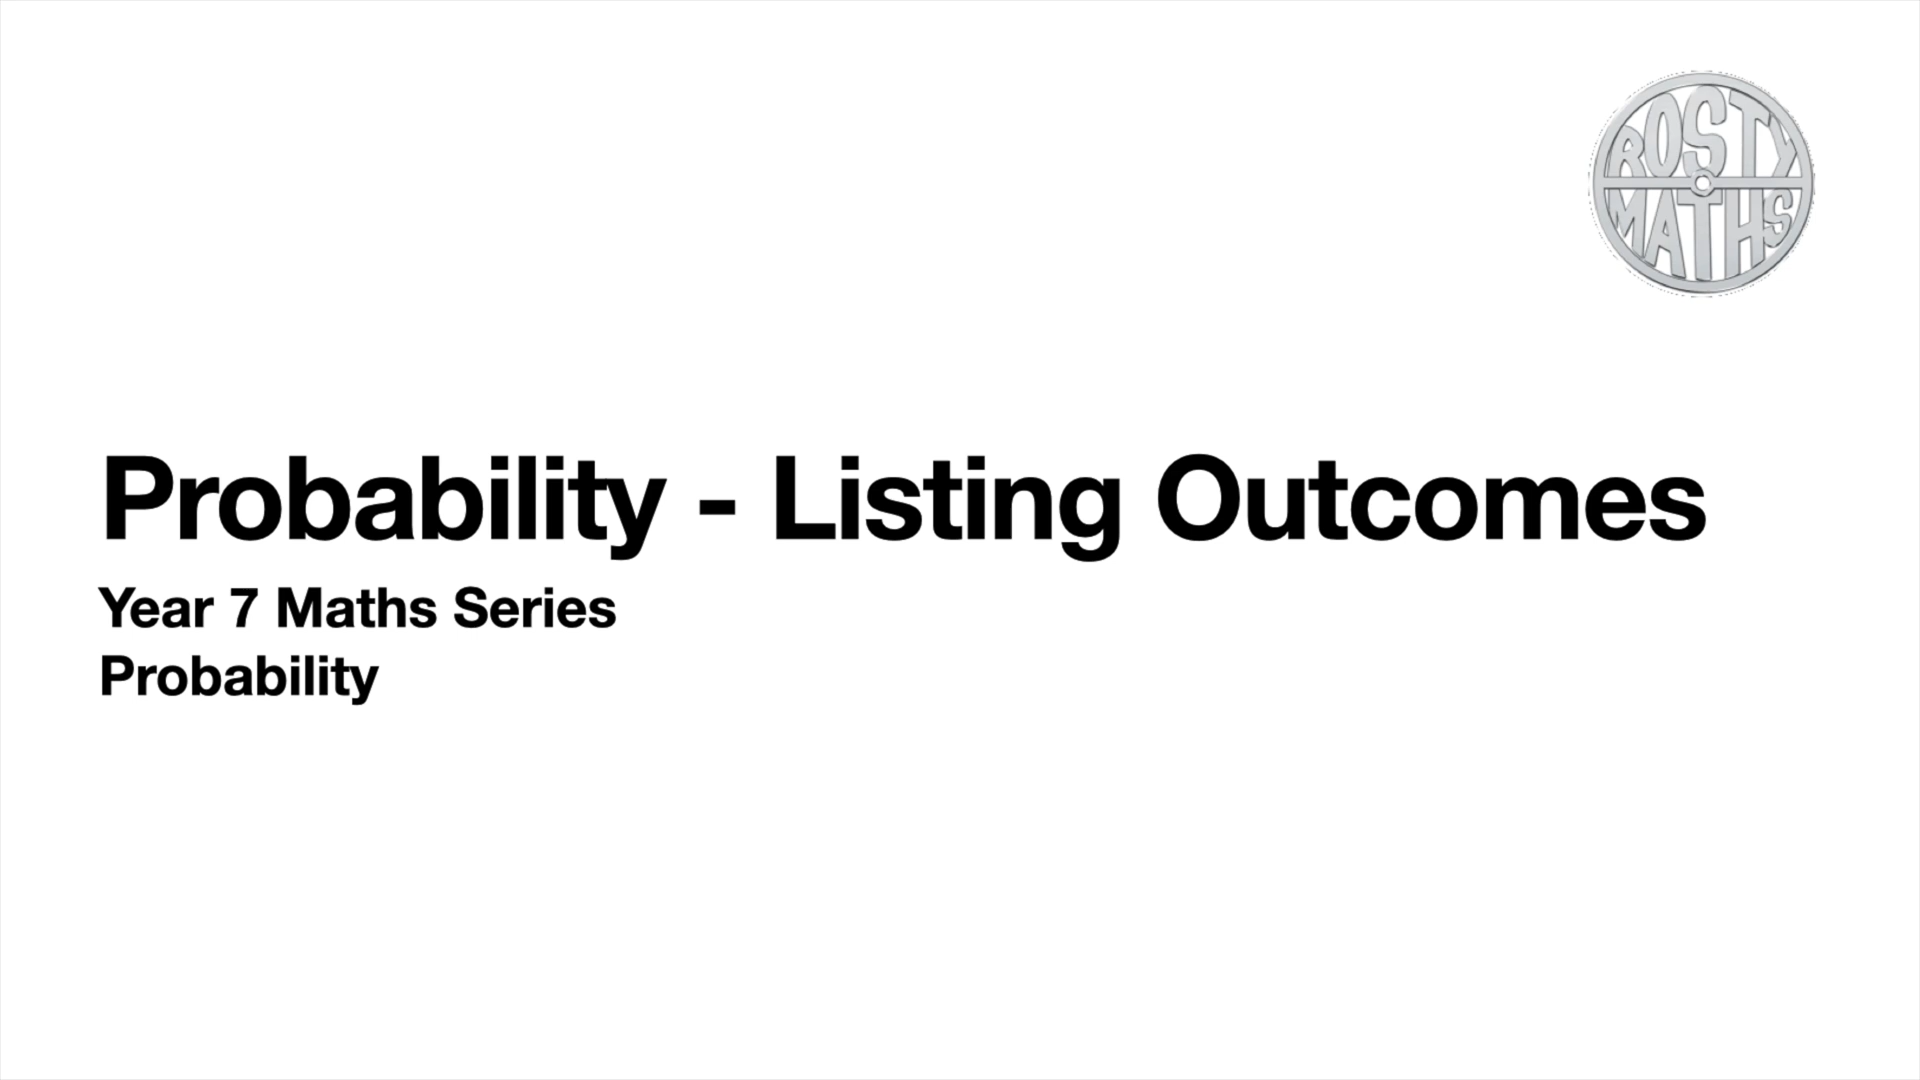 ROSTY
MATHS
Probability - Listing Outcomes
Year 7 Maths Series
Probability